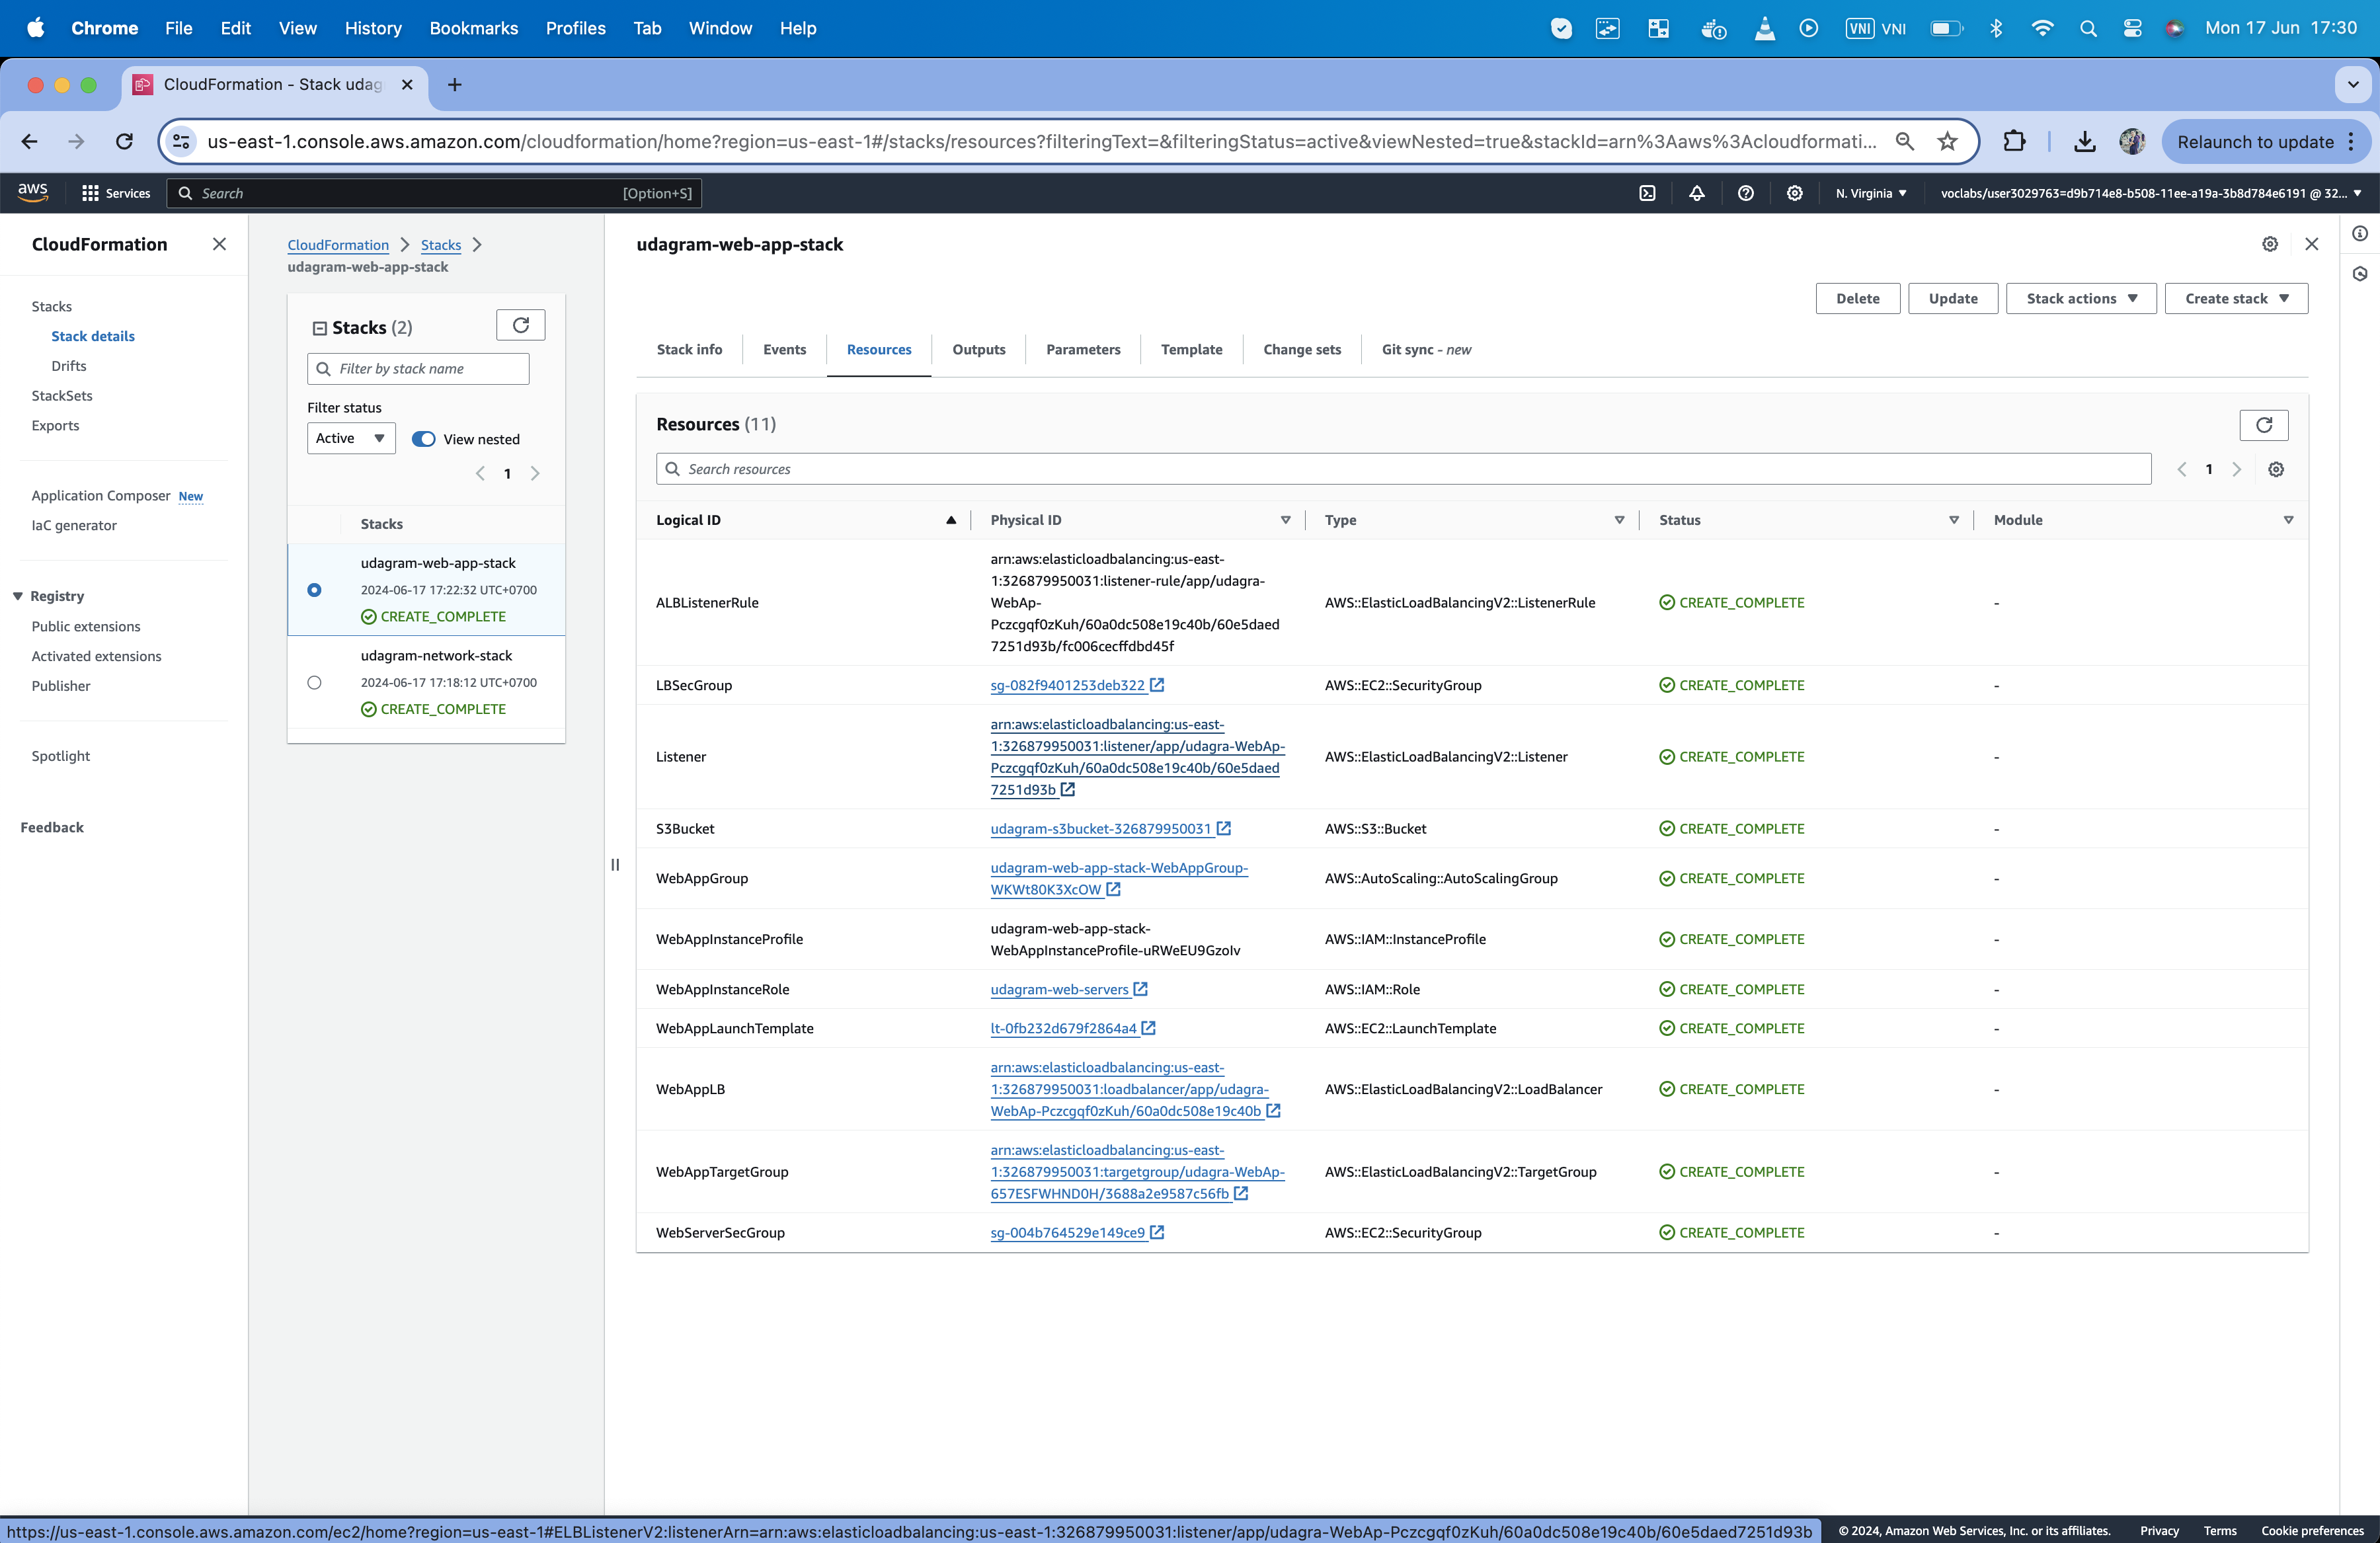 Chrome File Edit View History Bookmarks Profiles Tab Window Help VNI VNI Mon 17 Jun 17:30
CloudFormation - Stack udag
us-east-1.console.aws.amazon.com/cloudformation/home?region=us-east-1#/stacks/resources?filteringText=&filteringStatus=active&viewNested=true&stackId=arn%3Aaws%3Acloudformati... Relaunch to update
aws Services Search [Option+S] N. Virginia voclabs/user3029763=d9b714e8-b508-11ee-a19a-3b8d784e6191 @ 32...
CloudFormation
Stacks
Stack details
Drifts
StackSets
Exports
Application Composer New
IaC generator
Registry
Public extensions
Activated extensions
Publisher
Spotlight
Feedback
CloudFormation Stacks
udagram-web-app-stack
Stacks (2)
Filter by stack name
Filter status
Active View nested
1
Stacks
udagram-web-app-stack
2024-06-17 17:22:32 UTC+0700
CREATE_COMPLETE
udagram-network-stack
2024-06-17 17:18:12 UTC+0700
CREATE_COMPLETE
udagram-web-app-stack
Delete Update Stack actions Create stack
Stack info Events Resources Outputs Parameters Template Change sets Git sync - new
Resources (11)
Search resources 1
Logical ID Physical ID Type Status Module
arn:aws:elasticloadbalancing:us-east-
1:326879950031:listener-rule/app/udagra-
ALBListenerRule WebAp- AWS::ElasticLoadBalancingV2::ListenerRule CREATE_COMPLETE -
Pczcgqf0zKuh/60a0dc508e19c40b/60e5daed
7251d93b/fc006cecffdbd45f
LBSecGroup sg-082f9401253deb322 AWS::EC2::SecurityGroup CREATE_COMPLETE -
arn:aws:elasticloadbalancing:us-east-
1:326879950031:listener/app/udagra-WebAp-
Listener AWS::ElasticLoadBalancingV2::Listener CREATE_COMPLETE -
Pczcgqf0zKuh/60a0dc508e19c40b/60e5daed
7251d93b
S3Bucket udagram-s3bucket-326879950031 AWS::S3::Bucket CREATE_COMPLETE -
udagram-web-app-stack-WebAppGroup-
WebAppGroup AWS::AutoScaling::AutoScalingGroup CREATE_COMPLETE -
WKWt80K3XcOW
udagram-web-app-stack-
WebAppInstanceProfile AWS::IAM::InstanceProfile CREATE_COMPLETE -
WebAppInstanceProfile-uRWeEU9GzoIv
WebAppInstanceRole udagram-web-servers AWS::IAM::Role CREATE_COMPLETE -
WebAppLaunchTemplate lt-0fb232d679f2864a4 AWS::EC2::LaunchTemplate CREATE_COMPLETE -
arn:aws:elasticloadbalancing:us-east-
WebAppLB 1:326879950031:loadbalancer/app/udagra- AWS::ElasticLoadBalancingV2::LoadBalancer CREATE_COMPLETE -
WebAp-Pczcgqf0zKuh/60a0dc508e19c40b
arn:aws:elasticloadbalancing:us-east-
WebAppTargetGroup 1:326879950031:targetgroup/udagra-WebAp- AWS::ElasticLoadBalancingV2::TargetGroup CREATE_COMPLETE -
657ESFWHND0H/3688a2e9587c56fb
WebServerSecGroup sg-004b764529e149ce9 AWS::EC2::SecurityGroup CREATE_COMPLETE -
https://us-east-1.console.aws.amazon.com/ec2/home?region=us-east-1#ELBListenerV2:listenerArn=arn:aws:elasticloadbalancing:us-east-1:326879950031:listener/app/udagra-WebAp-Pczcgqf0zKuh/60a0dc508e19c40b/60e5daed7251d93b © 2024, Amazon Web Services, Inc. or its affiliates. Privacy Terms Cookie preferences